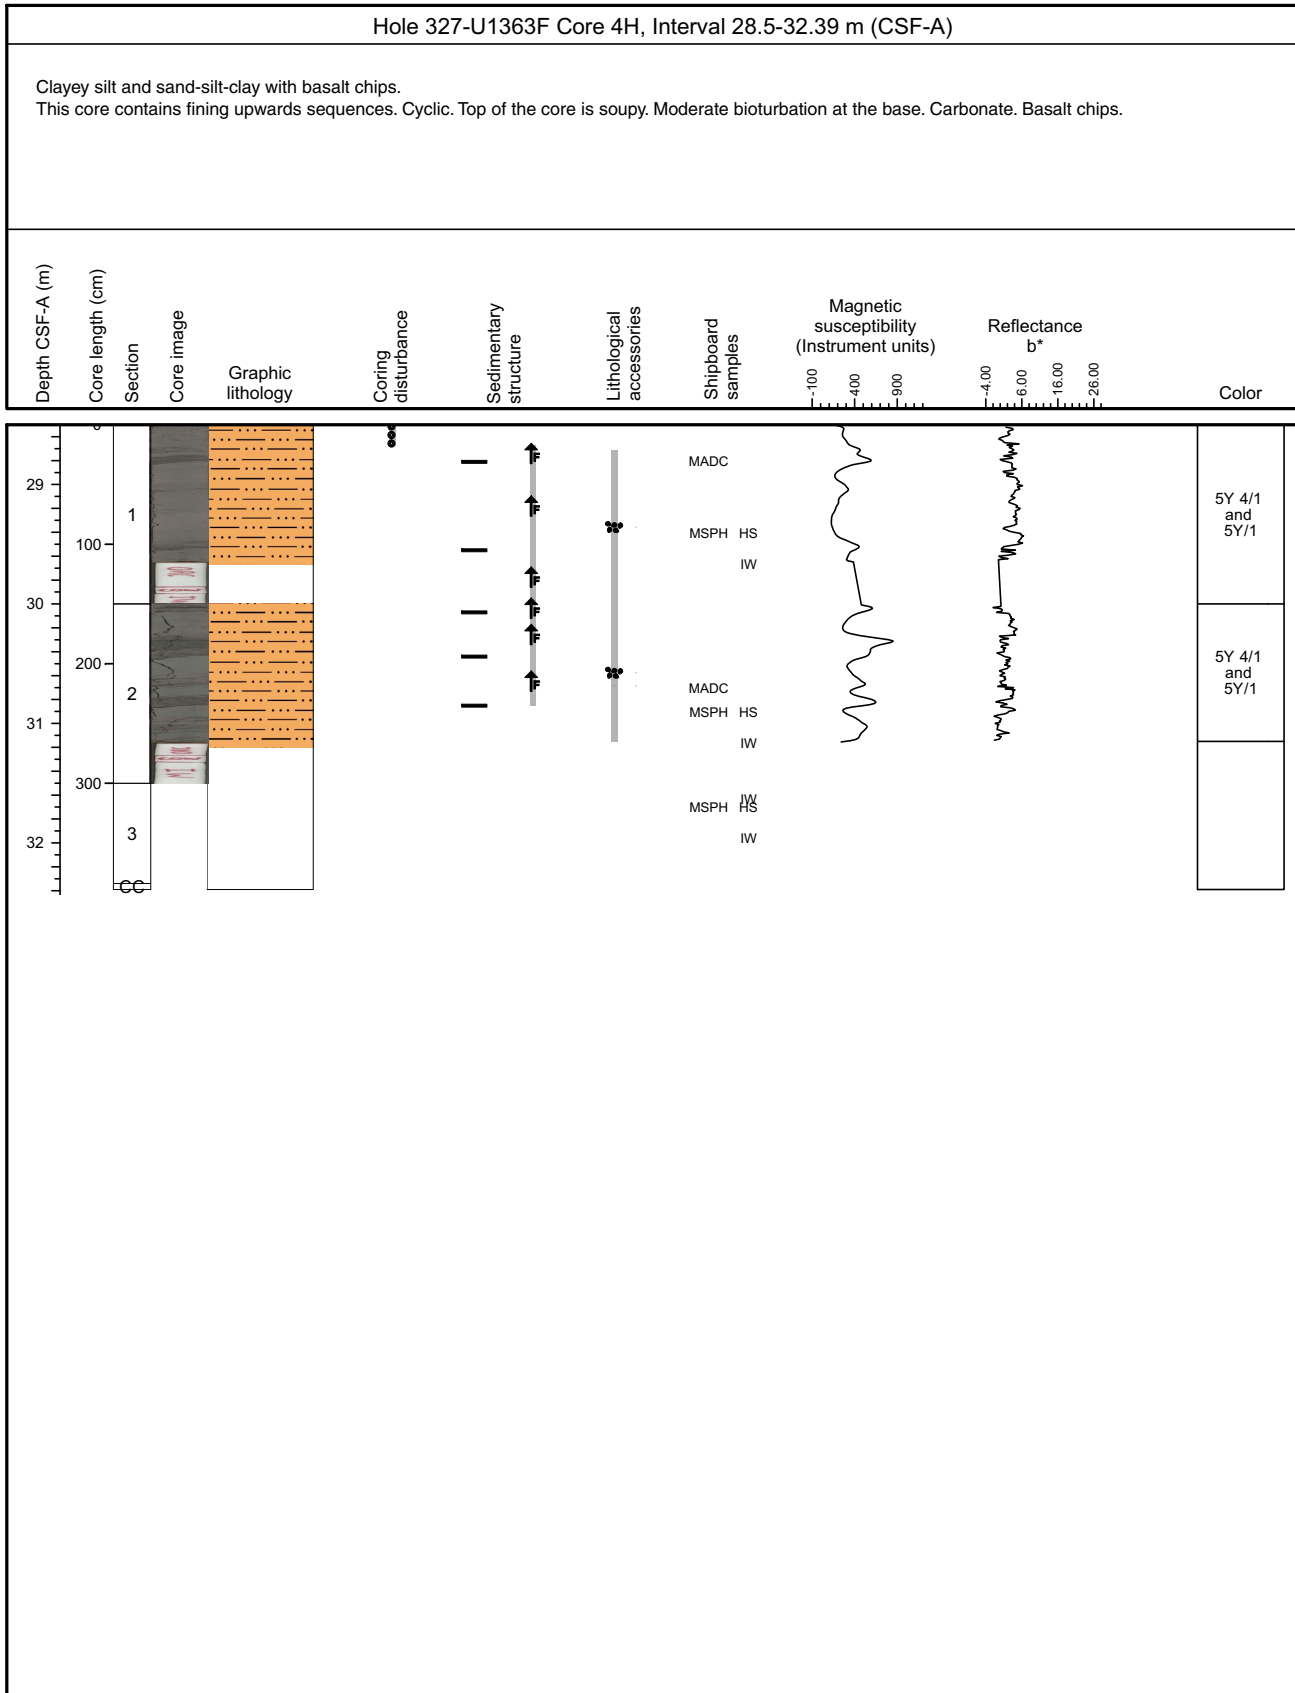 Hole 327-U1363F Core 4H, Interval 28.5-32.39 m (CSF-A)
Clayey silt and sand-silt-clay with basalt chips.
This core contains fining upwards sequences. Cyclic. Top of the core is soupy. Moderate bioturbation at the base. Carbonate. Basalt chips.
Depth CSF-A (m)
Core length (cm)
Section
Core image
Graphic
lithology
Coring
disturbance
Sedimentary
structure
Lithological
accessories
Shipboard
samples
Magnetic
susceptibility
(Instrument units)
-100
400
900
Reflectance
b*
-4.00
6.00
16.00
26.00
Color
0
F
MADC
29
F
1
5Y 4/1
and
5Y/1
MSPH HS
100
IW
F
30
F
F
200
2
5Y 4/1
and
5Y/1
F
MADC
MSPH HS
31
IW
300
IW
MSPH HS
3
32
IW
CC